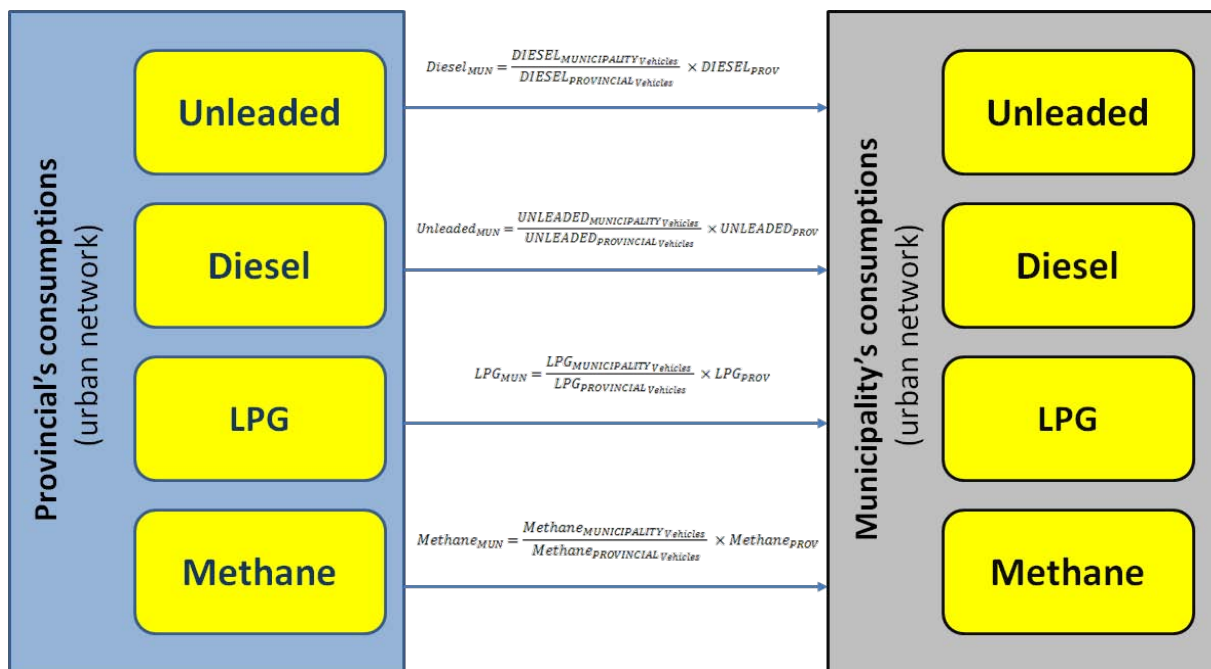 Provincial's consumptions
(urban network)
Unleaded
Diesel
LPG
Methane
Diesel_MUN = DIESEL_MUNICIPALITY Vehicles / DIESEL_PROVINCIAL Vehicles × DIESEL_PROV
Unleaded_MUN = UNLEADED_MUNICIPALITY Vehicles / UNLEADED_PROVINCIAL Vehicles × UNLEADED_PROV
LPG_MUN = LPG_MUNICIPALITY Vehicles / LPG_PROVINCIAL Vehicles × LPG_PROV
Methane_MUN = Methane_MUNICIPALITY Vehicles / Methane_PROVINCIAL Vehicles × Methane_PROV
Municipality's consumptions
(urban network)
Unleaded
Diesel
LPG
Methane